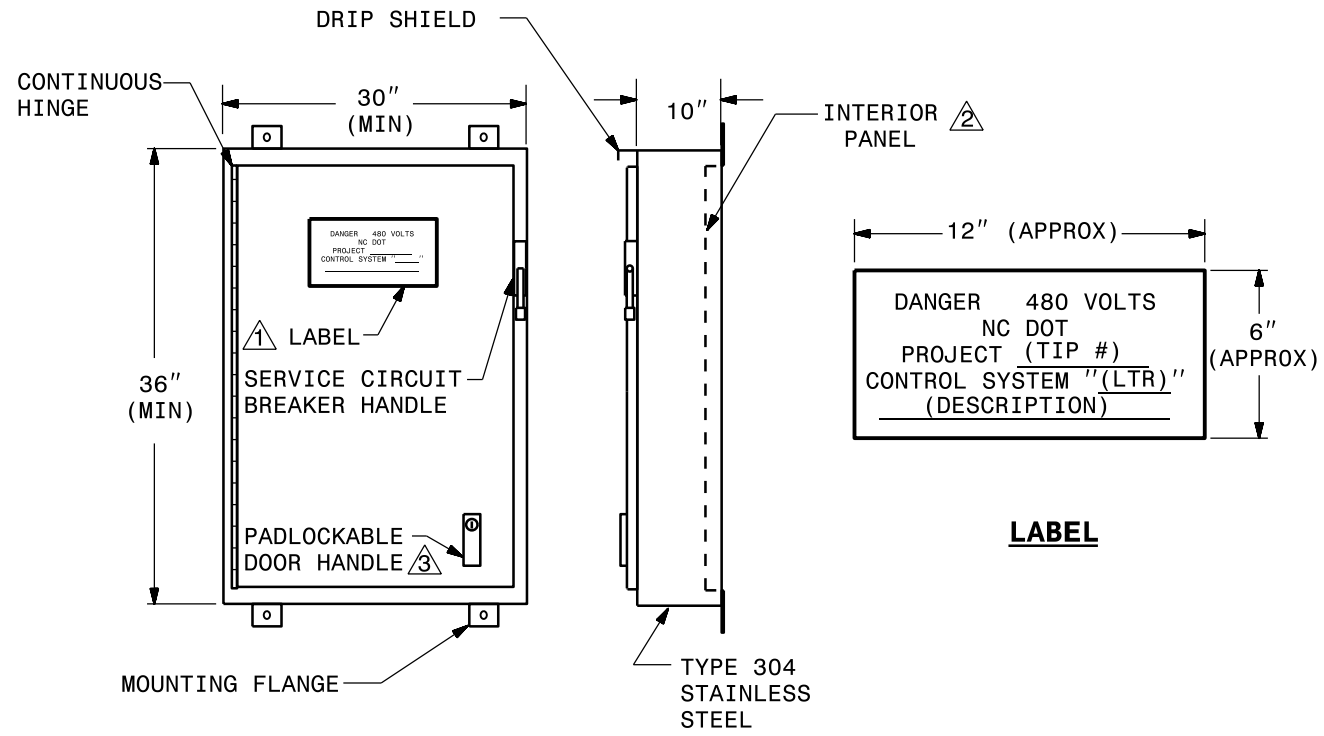 DRIP SHIELD
CONTINUOUS
HINGE
30"
(MIN)
10"
INTERIOR 2
PANEL
DANGER 480 VOLTS
NC DOT
PROJECT
CONTROL SYSTEM " "
1 LABEL
SERVICE CIRCUIT
BREAKER HANDLE
36"
(MIN)
PADLOCKABLE
DOOR HANDLE 3
MOUNTING FLANGE
TYPE 304
STAINLESS
STEEL
12" (APPROX)
DANGER 480 VOLTS
NC DOT
PROJECT (TIP #)
CONTROL SYSTEM "(LTR)"
(DESCRIPTION)
6"
(APPROX)
LABEL